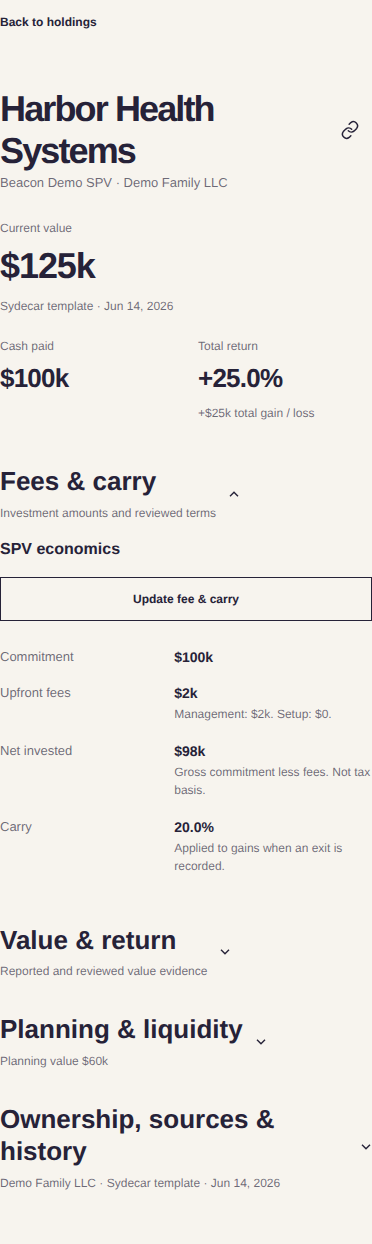 Back to holdings
Harbor Health
Systems
Beacon Demo SPV · Demo Family LLC
Current value
$125k
Sydecar template · Jun 14, 2026
Cash paid
Total return
$100k
+25.0%
+$25k total gain / loss
Fees & carry
Investment amounts and reviewed terms
SPV economics
Update fee & carry
Commitment
$100k
Upfront fees
$2k
Management: $2k. Setup: $0.
Net invested
$98k
Gross commitment less fees. Not tax
basis.
Carry
20.0%
Applied to gains when an exit is
recorded.
Value & return
Reported and reviewed value evidence
Planning & liquidity
Planning value $60k
Ownership, sources &
history
Demo Family LLC · Sydecar template · Jun 14, 2026